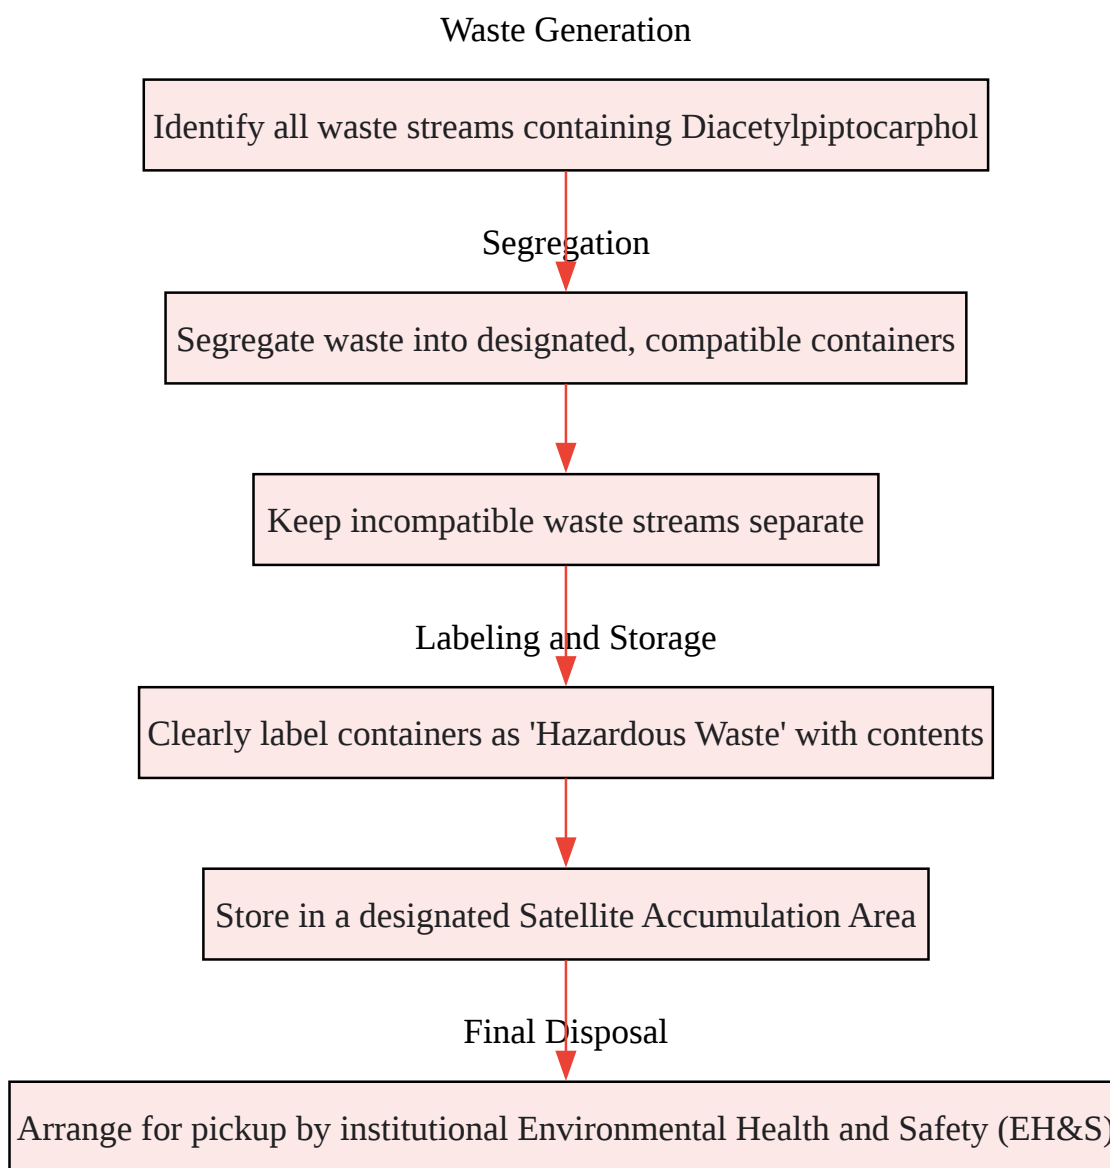 Waste Generation
Identify all waste streams containing Diacetylpiptocarphol
Segregation
Segregate waste into designated, compatible containers
Keep incompatible waste streams separate
Labeling and Storage
Clearly label containers as 'Hazardous Waste' with contents
Store in a designated Satellite Accumulation Area
Final Disposal
Arrange for pickup by institutional Environmental Health and Safety (EH&S)